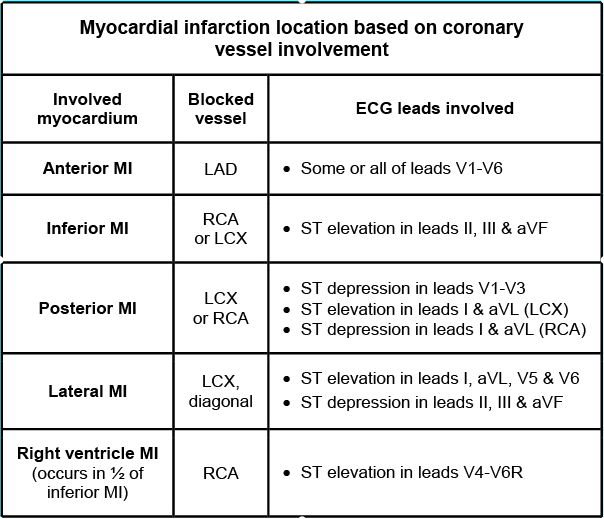 Myocardial infarction location based on coronary
vessel involvement
Involved
myocardium
Blocked
vessel
ECG leads involved
Anterior MI
LAD
• Some or all of leads V1-V6
Inferior MI
RCA
or LCX
• ST elevation in leads II, III & aVF
Posterior MI
LCX
or RCA
• ST depression in leads V1-V3
• ST elevation in leads I & aVL (LCX)
• ST depression in leads I & aVL (RCA)
Lateral MI
LCX,
diagonal
• ST elevation in leads I, aVL, V5 & V6
• ST depression in leads II, III & aVF
Right ventricle MI
(occurs in ½ of
inferior MI)
RCA
• ST elevation in leads V4-V6R